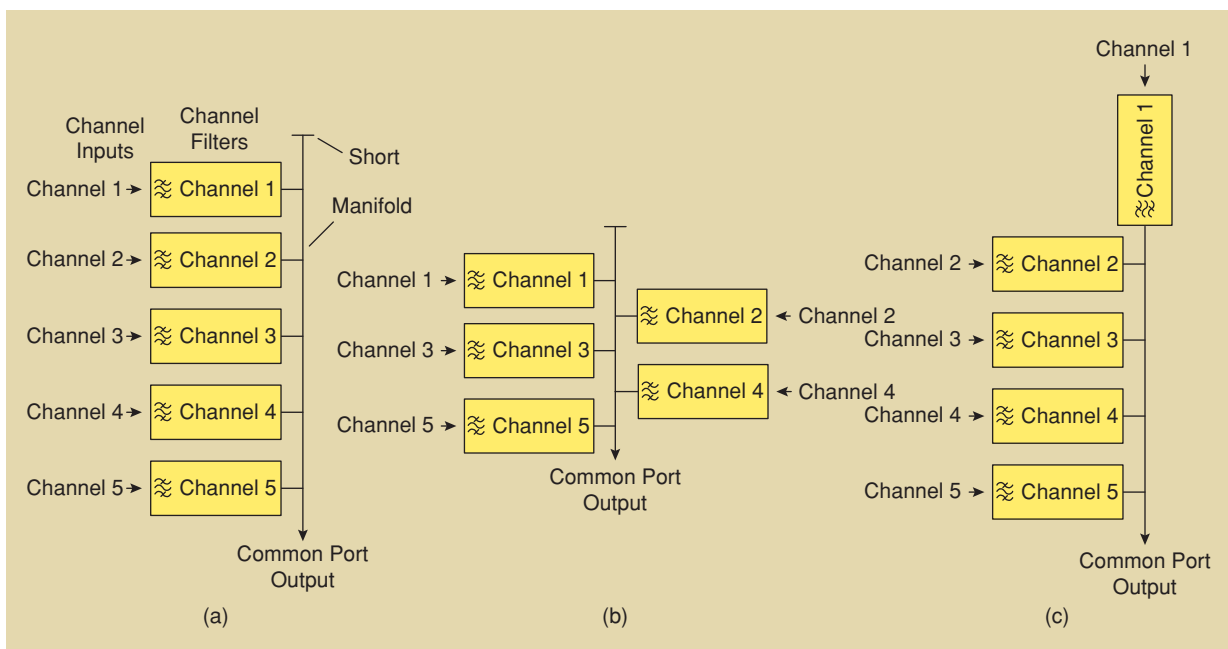 Channel
Inputs
Channel
Filters
Short
Manifold
Channel 1
Channel 1
Channel 2
Channel 2
Channel 3
Channel 3
Channel 4
Channel 4
Channel 5
Channel 5
Common Port
Output
(a)
Channel 1
Channel 1
Channel 2
Channel 2
Channel 3
Channel 3
Channel 4
Channel 4
Channel 5
Channel 5
Common Port
Output
(b)
Channel 1
Channel 1
Channel 2
Channel 2
Channel 3
Channel 3
Channel 4
Channel 4
Channel 5
Channel 5
Common Port
Output
(c)